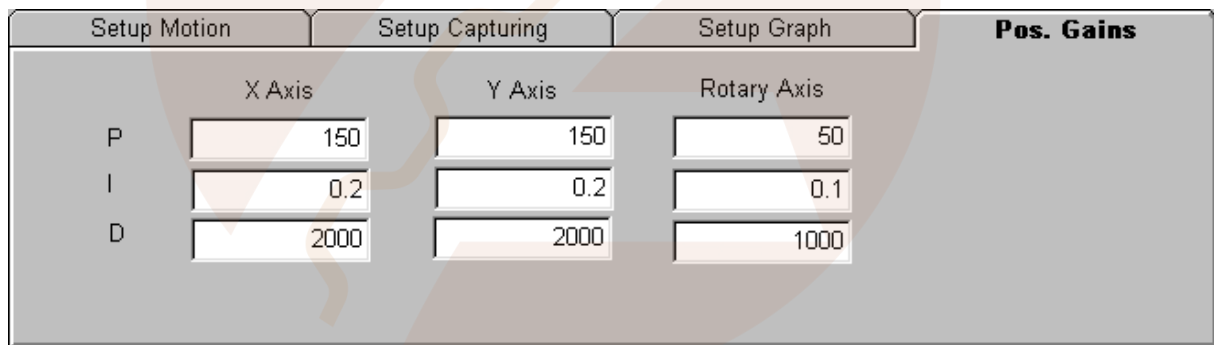 Setup Motion Setup Capturing Setup Graph Pos. Gains
X Axis Y Axis Rotary Axis
P 150 150 50
I 0.2 0.2 0.1
D 2000 2000 1000